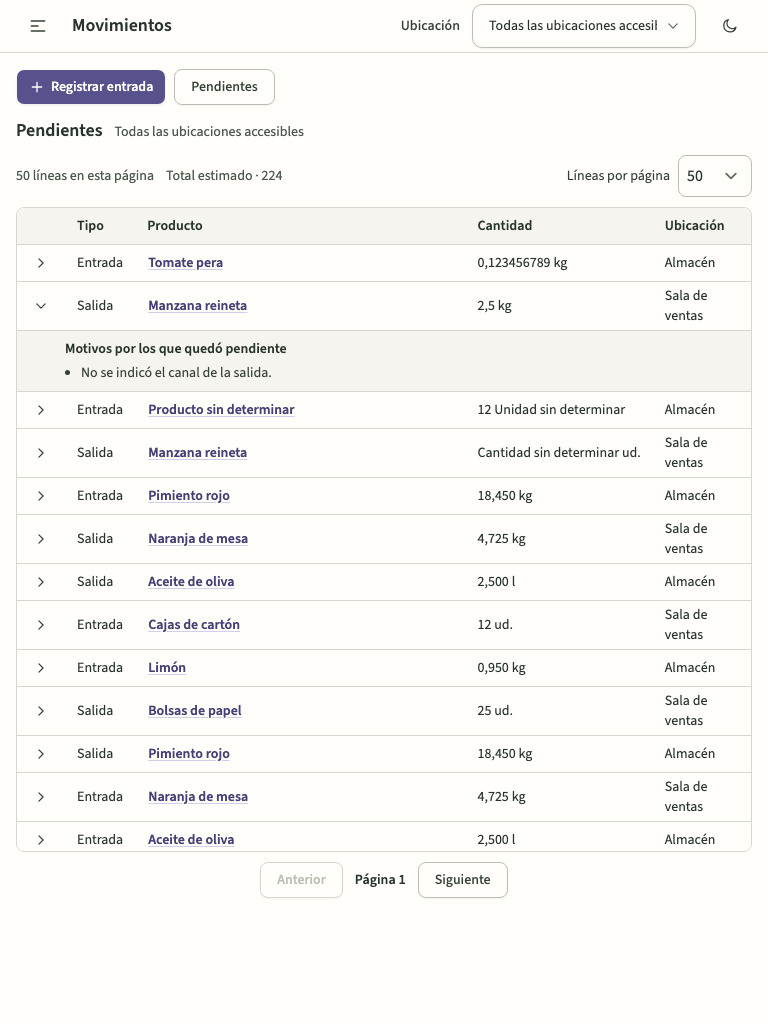 Movimientos
Ubicación
Todas las ubicaciones accesil
Registrar entrada
Pendientes
Pendientes Todas las ubicaciones accesibles
50 líneas en esta página Total estimado · 224
Líneas por página 50
Tipo Producto Cantidad Ubicación
Entrada Tomate pera 0,123456789 kg Almacén
Salida Manzana reineta 2,5 kg Sala de
ventas
Motivos por los que quedó pendiente
• No se indicó el canal de la salida.
Entrada Producto sin determinar 12 Unidad sin determinar Almacén
Salida Manzana reineta Cantidad sin determinar ud. Sala de
ventas
Entrada Pimiento rojo 18,450 kg Almacén
Salida Naranja de mesa 4,725 kg Sala de
ventas
Salida Aceite de oliva 2,500 l Almacén
Entrada Cajas de cartón 12 ud. Sala de
ventas
Entrada Limón 0,950 kg Almacén
Salida Bolsas de papel 25 ud. Sala de
ventas
Salida Pimiento rojo 18,450 kg Almacén
Entrada Naranja de mesa 4,725 kg Sala de
ventas
Entrada Aceite de oliva 2,500 l Almacén
Anterior Página 1 Siguiente